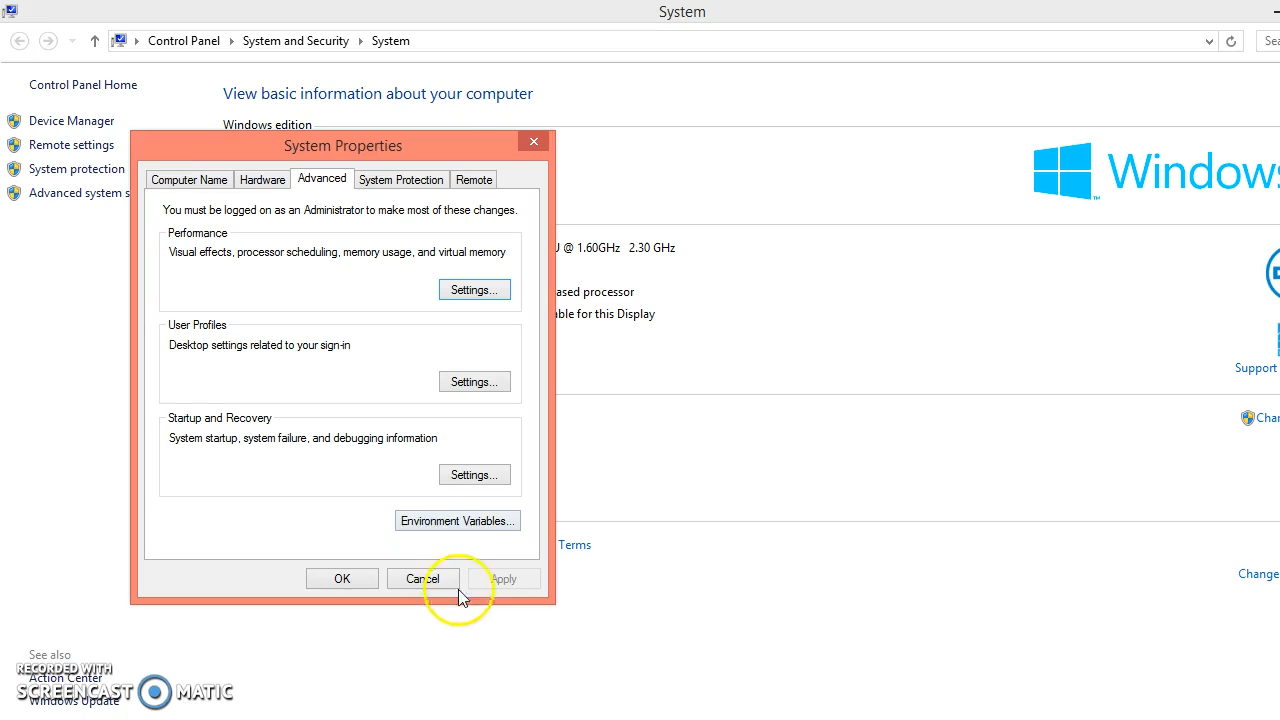 System
Control Panel
System and Security
System
Control Panel Home
View basic information about your computer
Device Manager
Windows edition
Remote settings
System Properties
System protection
Windows
Advanced system s
Computer Name
Hardware
Advanced
System Protection
Remote
You must be logged on as an Administrator to make most of these changes.
Performance
Visual effects, processor scheduling, memory usage, and virtual memory
@ 1.60GHz 2.30 GHz
Settings...
ased processor
ble for this Display
User Profiles
Desktop settings related to your sign-in
Support
Settings...
Startup and Recovery
System startup, system failure, and debugging information
Settings...
Environment Variables...
Terms
OK
Cancel
Apply
Change
See also
RECORDED WITH
Action Center
SCREENCAST MATIC
Windows Update